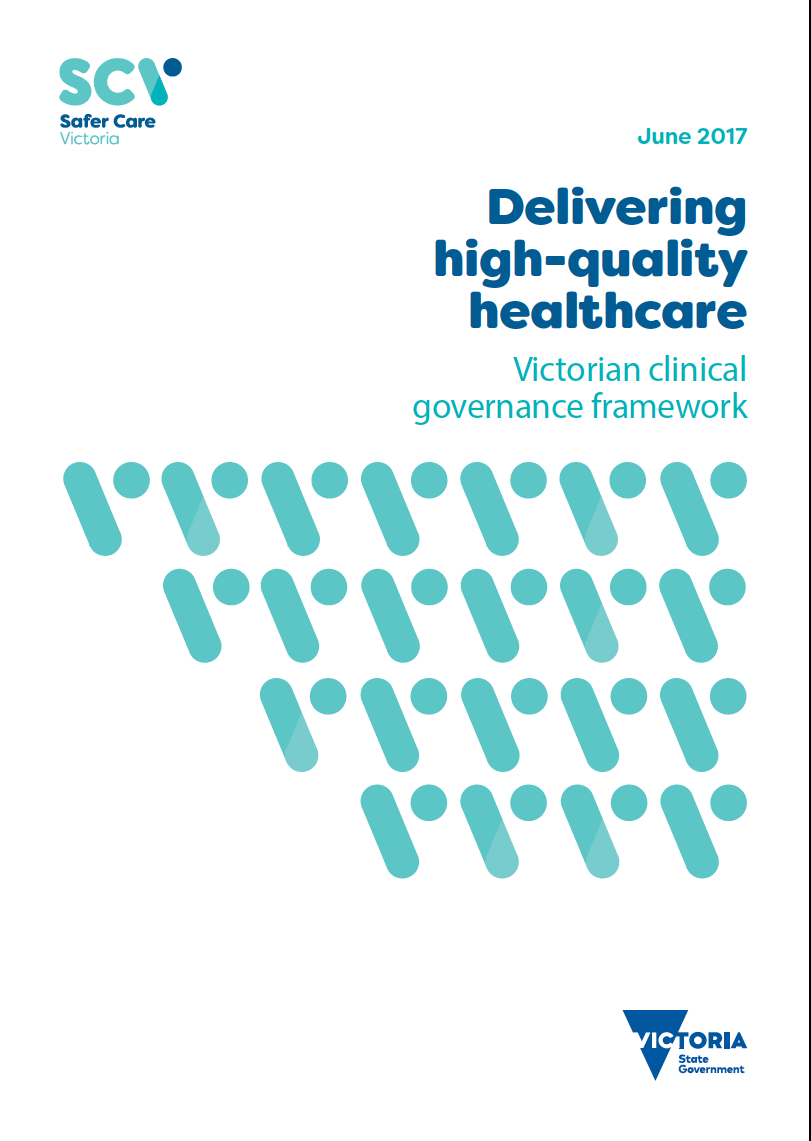 SCV
Safer Care
Victoria
June 2017
Delivering
high-quality
healthcare
Victorian clinical
governance framework
VICTORIA
State
Government